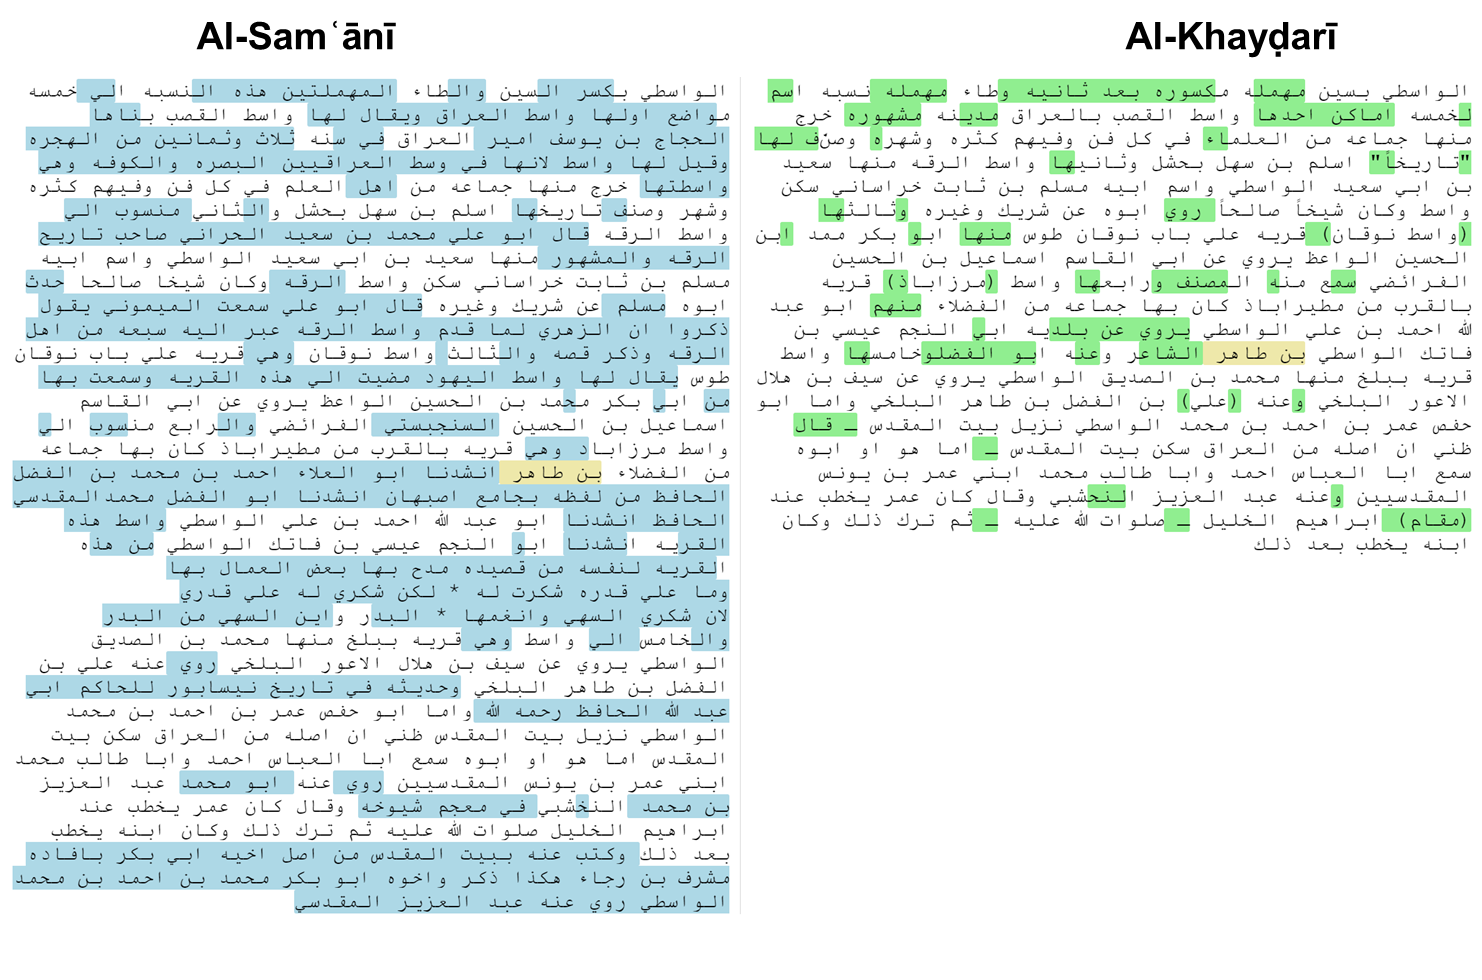 Al-Samʿānī
الواسطي بكسر السين والطاء المهملتين هذه النسبه الي خمسه
مواضع اولها واسط العراق ويقال لها واسط القصب بناها
الحجاج بن يوسف امير العراق في سنه ثلاث وثمانين من الهجره
وقيل لها واسط لانها في وسط العراقيين البصره والكوفه وهي
واسطتها خرج منها جماعه من اهل العلم في كل فن وفيهم كثره
وشهر وصنف تاريخها اسلم بن سهل بحشل والثاني منسوب الي
واسط الرقه قال ابو علي محمد بن سعيد الحراني صاحب تاريخ
الرقه والمشهور منها سعيد بن ابي سعيد الواسطي واسم ابيه
مسلم بن ثابت خراساني سكن واسط الرقه وكان شيخا صالحا حدث
ابوه مسلم عن شريك وغيره قال ابو علي سمعت الميموني يقول
ذكروا ان الزهري لما قدم واسط الرقه عبر اليه سبعه من اهل
الرقه وذكر قصه والثالث واسط نوقان وهي قريه علي باب نوقان
طوس يقال لها واسط اليهود مضيت الي هذه القريه وسمعت بها
من ابي بكر محمد بن الحسين الواعظ يروي عن ابي القاسم
اسماعيل بن الحسين السنجبستي الفرائضي والرابع منسوب الي
واسط مرزاباد وهي قريه بالقرب من مطيراباذ كان بها جماعه
من الفضلاء بن طاهر انشدنا ابو العلاء احمد بن محمد بن الفضل
الحافظ من لفظه بجامع اصبهان انشدنا ابو الفضل محمد المقدسي
الحافظ انشدنا ابو عبد الله احمد بن علي الواسطي واسط هذه
القريه انشدنا ابو النجم عيسي بن فاتك الواسطي من هذه
القريه لنفسه من قصيده مدح بها بعض العمال بها
وما علي قدره شكرت له * لكن شكري له علي قدري
لان شكري السهي وانغمها * البدر واين السهي من البدر
والخامس الي واسط وهي قريه ببلخ منها محمد بن الصديق
الواسطي يروي عن سيف بن هلال الاعور البلخي روي عنه علي بن
الفضل بن طاهر البلخي وحديثه في تاريخ نيسابور للحاكم ابي
عبد الله الحافظ رحمه الله واما ابو حفص عمر بن احمد بن محمد
الواسطي نزيل بيت المقدس ظني ان اصله من العراق سكن بيت
المقدس اما هو او ابوه سمع ابا العباس احمد وابا طالب محمد
ابني عمر بن يونس المقدسيين روي عنه ابو محمد عبد العزيز
بن محمد النخشبي في معجم شيوخه وقال كان عمر يخطب عند
ابراهيم الخليل صلوات الله عليه ثم ترك ذلك وكان ابنه يخطب
بعد ذلك وكتب عنه ببيت المقدس من اصل اخيه ابي بكر بافاده
مشرف بن رجاء هكذا ذكر واخوه ابو بكر محمد بن احمد بن محمد
الواسطي روي عنه عبد العزيز المقدسي
Al-Khayḍarī
الواسطي بسين مهمله مكسوره بعد ثانيه وطاء مهمله نسبه اسم
لخمسه اماكن احدها واسط القصب بالعراق مدينه مشهوره خرج
منها جماعه من العلماء في كل فن وفيهم كثره وشهره وصنّف لها
"تاريخاً" اسلم بن سهل بحشل وثانيها واسط الرقه منها سعيد
بن ابي سعيد الواسطي واسم ابيه مسلم بن ثابت خراساني سكن
واسط وكان شيخاً صالحاً روي ابوه عن شريك وغيره وثالثها
(واسط نوقان) قريه علي باب نوقان طوس منها ابو بكر ممد ابن
الحسين الواعظ يروي عن ابي القاسم اسماعيل بن الحسين
الفرائضي سمع منه المصنف ورابعها واسط (مرزاباذ) قريه
بالقرب من مطيراباذ كان بها جماعه من الفضلاء منهم ابو عبد
الله احمد بن علي الواسطي يروي عن بلديه ابي النجم عيسي بن
فاتك الواسطي بن طاهر الشاعر وعنه ابو الفضلوخامسها واسط
قريه ببلخ منها محمد بن الصديق الواسطي يروي عن سيف بن هلال
الاعور البلخي وعنه (علي) بن الفضل بن طاهر البلخي واما ابو
حفص عمر بن احمد بن محمد الواسطي نزيل بيت المقدس ـ قال
ظني ان اصله من العراق سكن بيت المقدس ـ اما هو او ابوه
سمع ابا العباس احمد وابا طالب محمد ابني عمر بن يونس
المقدسيين وعنه عبد العزيز النحشبي وقال كان عمر يخطب عند
(مقام) ابراهيم الخليل ـ صلوات الله عليه ـ ثم ترك ذلك وكان
ابنه يخطب بعد ذلك